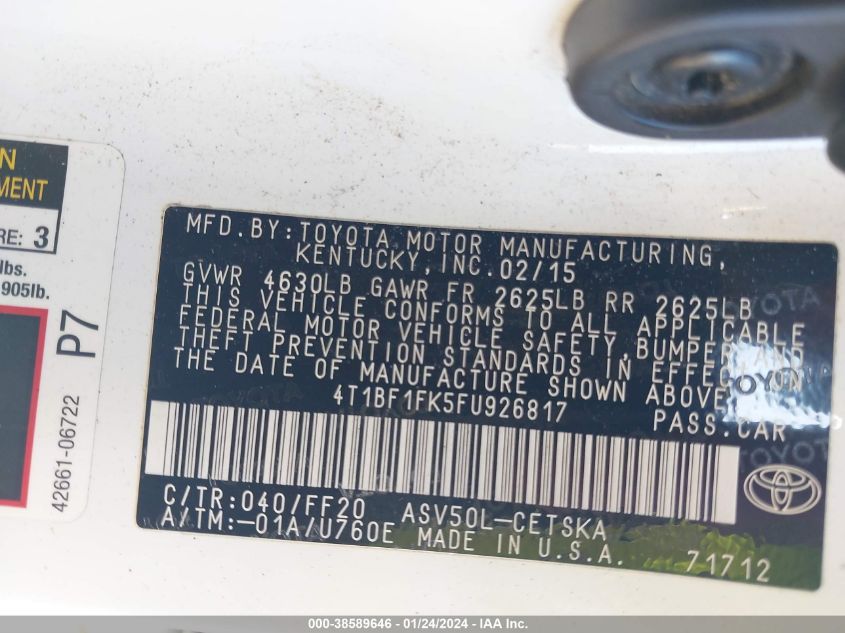 N
MENT
RE: 3
lbs.
905lb.
P7
42661-06722
MFD. BY: TOYOTA MOTOR MANUFACTURING,
KENTUCKY, INC. 02/15
GVWR 4630LB GAWR FR 2625LB RR 2625LB
THIS VEHICLE CONFORMS TO ALL APPLICABLE
FEDERAL MOTOR VEHICLE SAFETY, BUMPER AND
THEFT PREVENTION STANDARDS IN EFFECT ON
THE DATE OF MANUFACTURE SHOWN ABOVE.
4T1BF1FK5FU926817
PASS. CAR
C/TR: 040/FF20 ASV50L-CETSKA
A/TM: -01A/U760E MADE IN U.S.A. 71712
000-38589646 - 01/24/2024 - IAAI Inc.